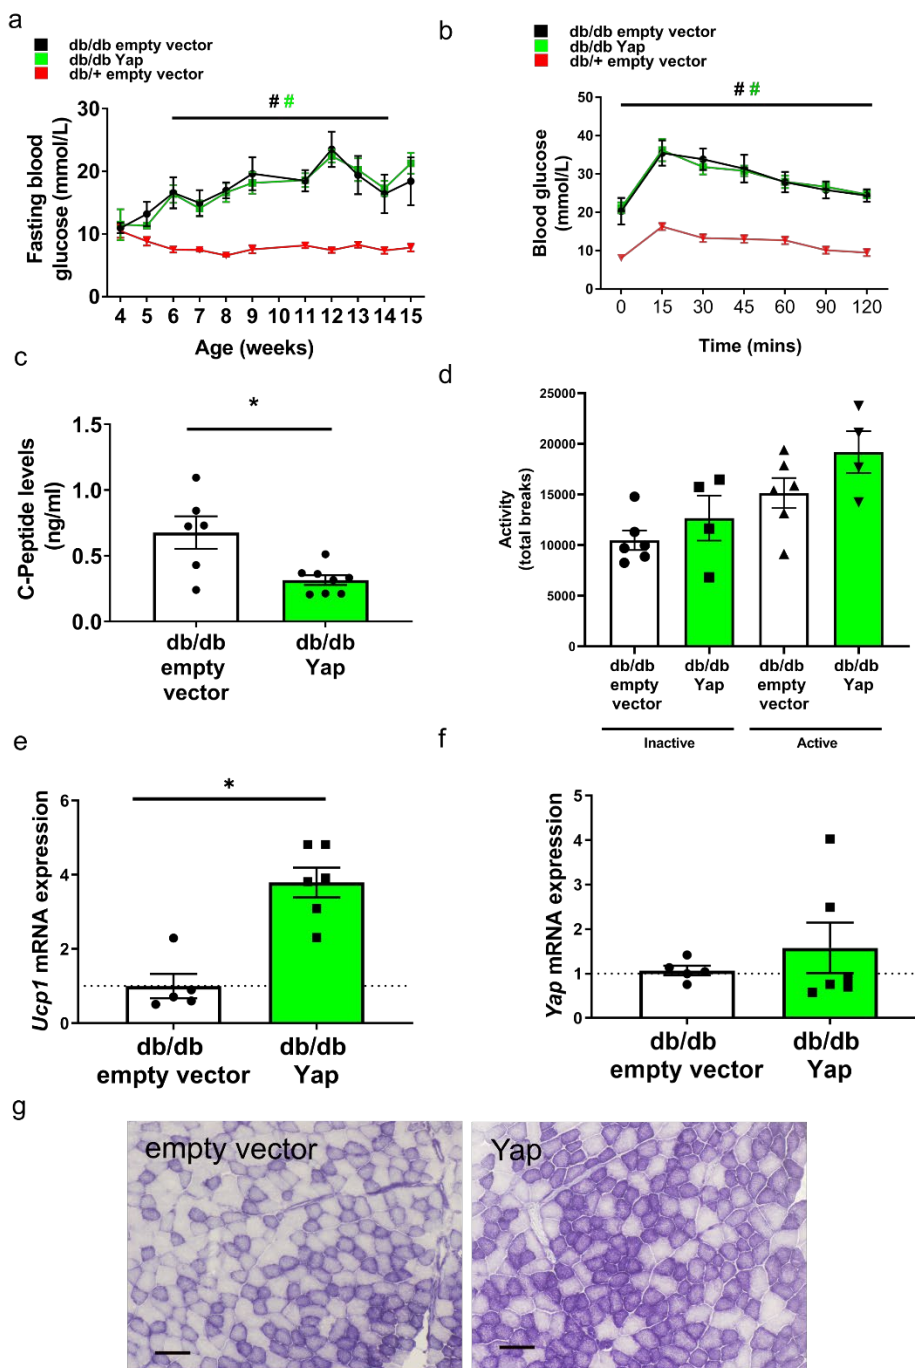 a
db/db empty vector
db/db Yap
db/+ empty vector
# #
Fasting blood
glucose (mmol/L)
30
20
10
0
4 5 6 7 8 9 10 11 12 13 14 15
Age (weeks)
b
db/db empty vector
db/db Yap
db/+ empty vector
# #
Blood glucose
(mmol/L)
50
40
30
20
10
0
0 15 30 45 60 90 120
Time (mins)
c
*
C-Peptide levels
(ng/ml)
1.5
1.0
0.5
0.0
db/db
empty
vector
db/db
Yap
d
Activity
(total breaks)
25000
20000
15000
10000
5000
0
db/db
empty
vector
db/db
Yap
db/db
empty
vector
db/db
Yap
Inactive
Active
e
*
Ucp1 mRNA expression
6
4
2
0
db/db
empty vector
db/db
Yap
f
Yap mRNA expression
5
4
3
2
1
0
db/db
empty vector
db/db
Yap
g
empty vector
Yap